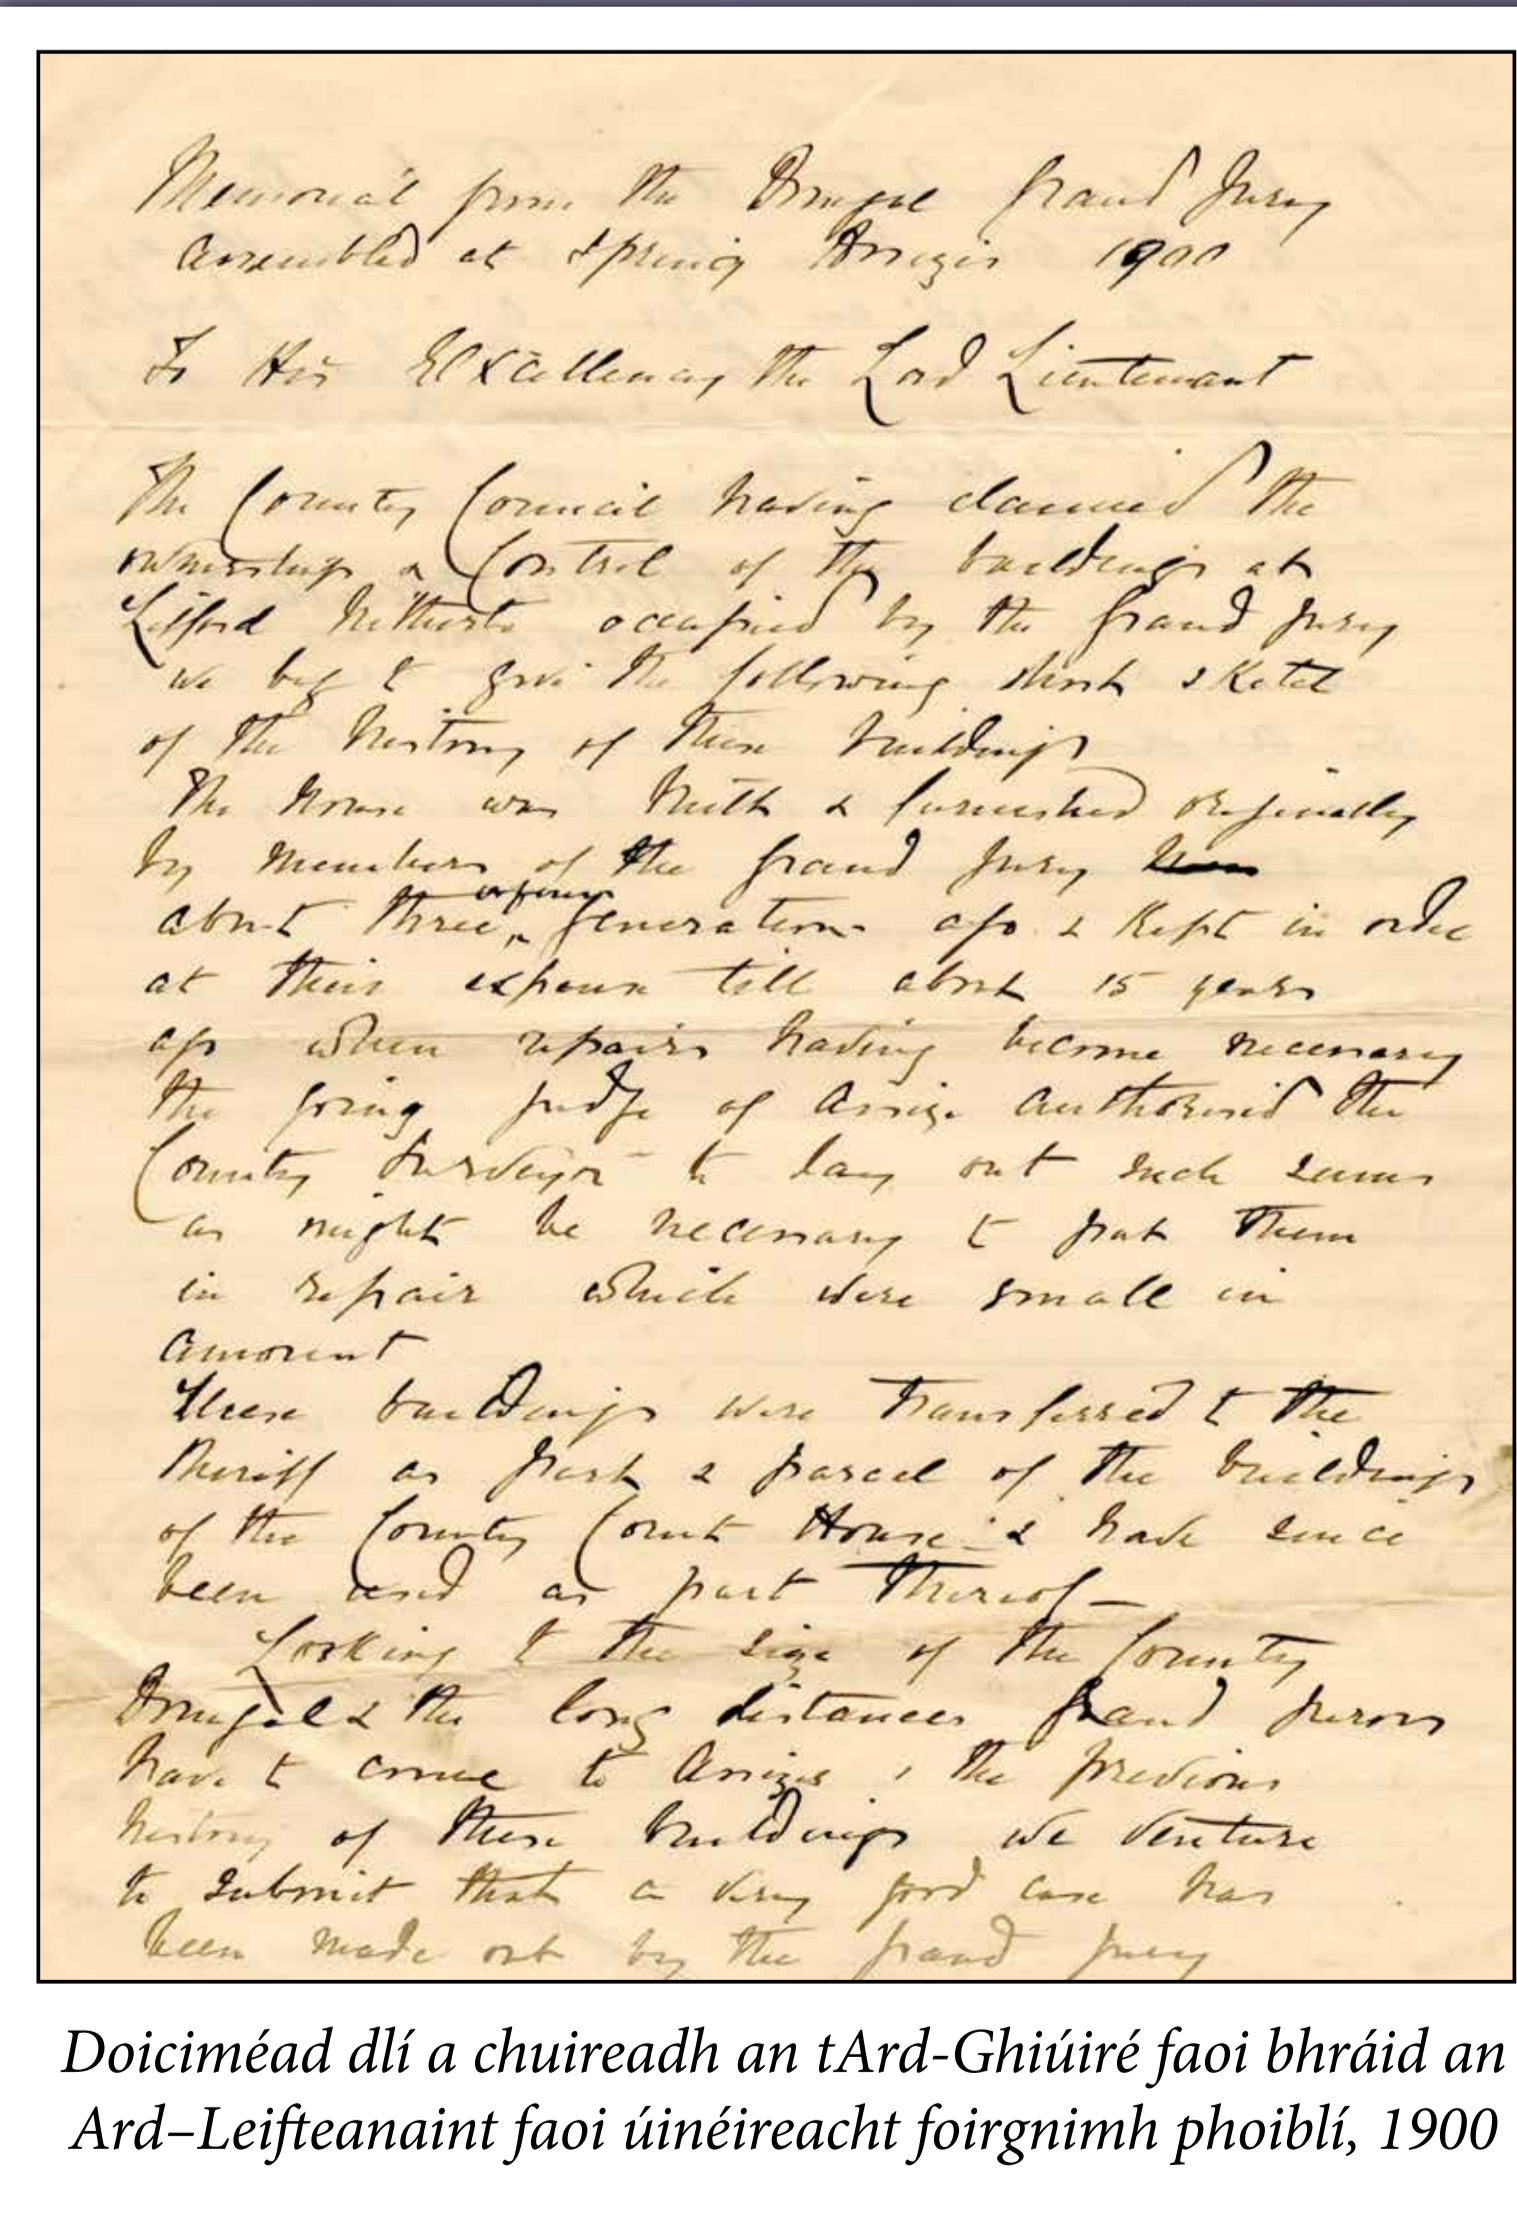 Memorial from the Donegal Grand Jury
assembled at Spring Assizes 1900
To His Excellency the Lord Lieutenant
The County Council having claimed the
ownership & Control of the buildings at
Lifford hitherto occupied by the Grand Jury
we beg to give the following short sketch
of the history of these buildings
The House was built & furnished originally
by members of the Grand Jury
about three generations ago & kept in order
at their expense till about 15 years
ago when repairs having become necessary
the going Judge of Assize authorised the
County Surveyor to lay out such sums
as might be necessary to put them
in repair which were small in
amount
These buildings were transferred to the
Sheriff as part & parcel of the buildings
of the County Court House & have since
been used as part thereof —
Looking to the size of the County
Donegal & the long distances Grand Jurors
have to come to Assizes, the previous
history of these buildings we venture
to submit that a very good case has
been made out by the Grand Jury
Doiciméad dlí a chuireadh an tArd-Ghiúiré faoi bhráid an
Ard–Leifteanaint faoi úinéireacht foirgnimh phoiblí, 1900